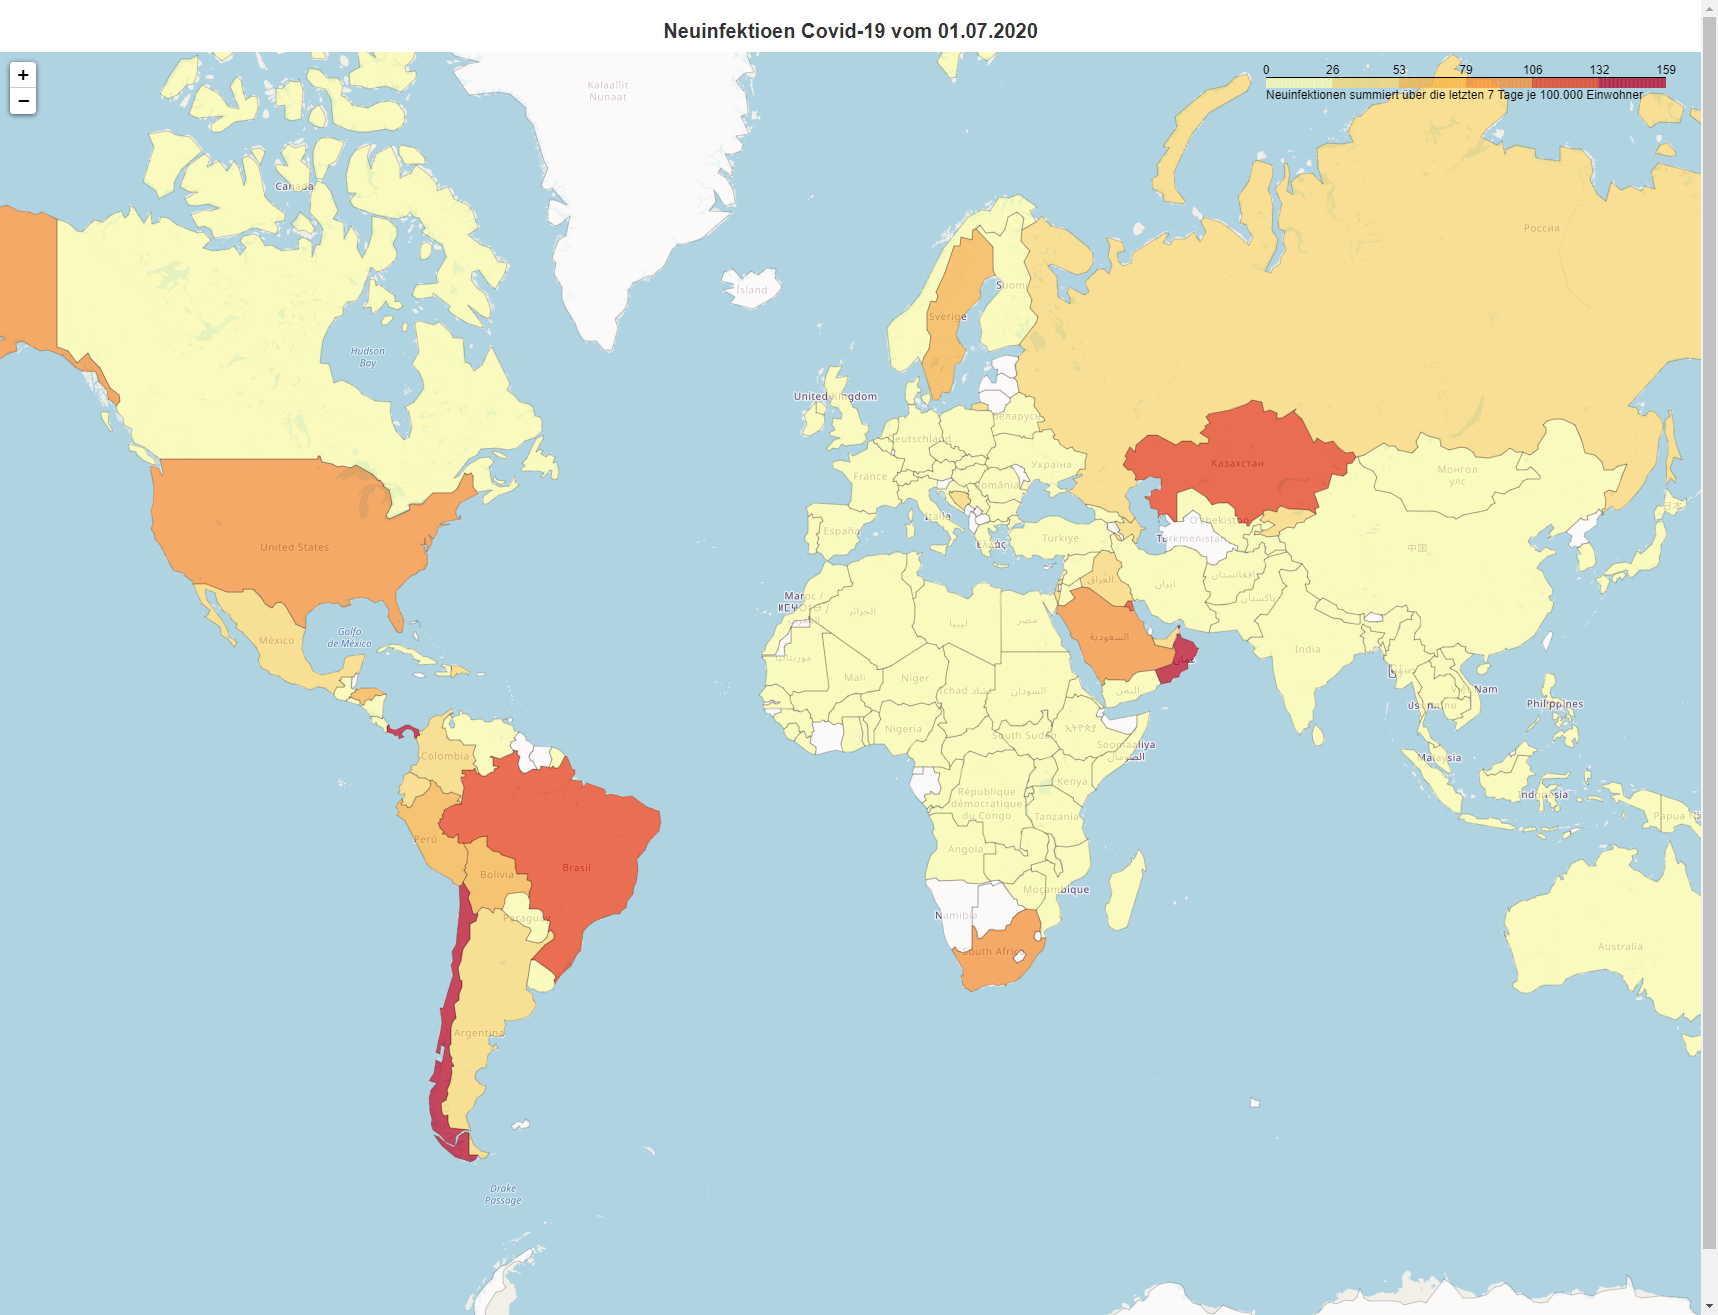 Neuinfektioen Covid-19 vom 01.07.2020
+
−
0 26 53 79 106 132 159
Neuinfektionen summiert über die letzten 7 Tage je 100.000 Einwohner
Kalaallit
Nunaat
Canada
Россия
Ísland
Suomi
Sverige
Hudson
Bay
United Kingdom
Беларусь
Deutschland
Казахстан
Україна
Монгол
улс
France
România
Italia
España
Ελλάς
Türkiye
O'zbekiston
Turkmenistan
United States
中国
日本
العراق
ایران
افغانستان
پاکستان
Maroc /
ⵍⵎⵖⵔⵉⴱ /
المغرب
الجزائر
ليبيا
مصر
السعودية
Golfo
de México
México
India
موريتانيا
Mali
Niger
Tchad تشاد
السودان
اليمن
عمان
Việt Nam
Philippines
Nigeria
South Sudan
Soomaaliya
الصومال
Colombia
Malaysia
Kenya
République
démocratique
du Congo
Indonesia
Tanzania
Papua
Perú
Brasil
Bolivia
Angola
Moçambique
Paraguay
Namibia
South Africa
Australia
Argentina
Drake
Passage